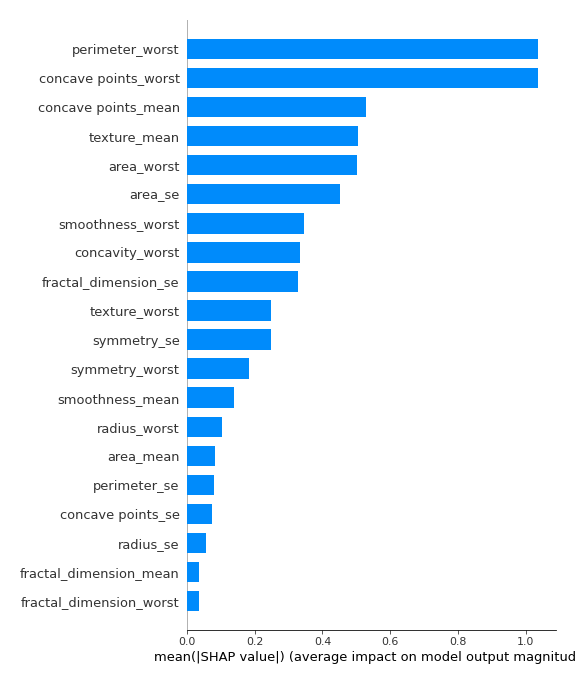 perimeter_worst
concave points_worst
concave points_mean
texture_mean
area_worst
area_se
smoothness_worst
concavity_worst
fractal_dimension_se
texture_worst
symmetry_se
symmetry_worst
smoothness_mean
radius_worst
area_mean
perimeter_se
concave points_se
radius_se
fractal_dimension_mean
fractal_dimension_worst
0.0 0.2 0.4 0.6 0.8 1.0
mean(|SHAP value|) (average impact on model output magnitud